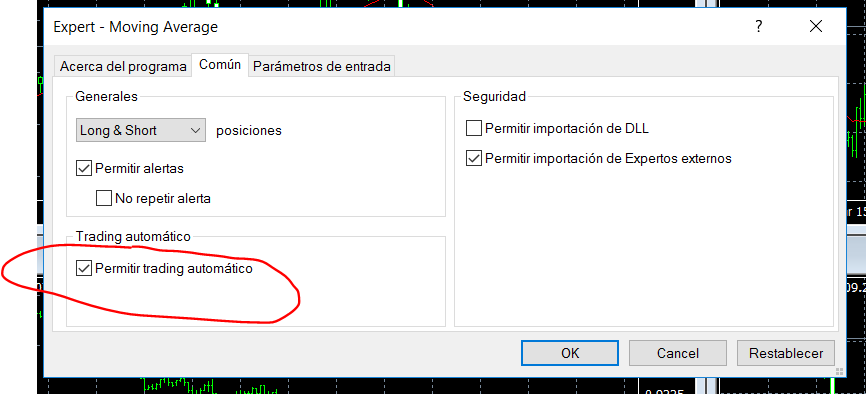 Expert - Moving Average
?
Acerca del programa
Común
Parámetros de entrada
Generales
Long & Short
posiciones
Permitir alertas
No repetir alerta
Trading automático
Permitir trading automático
Seguridad
Permitir importación de DLL
Permitir importación de Expertos externos
OK
Cancel
Restablecer